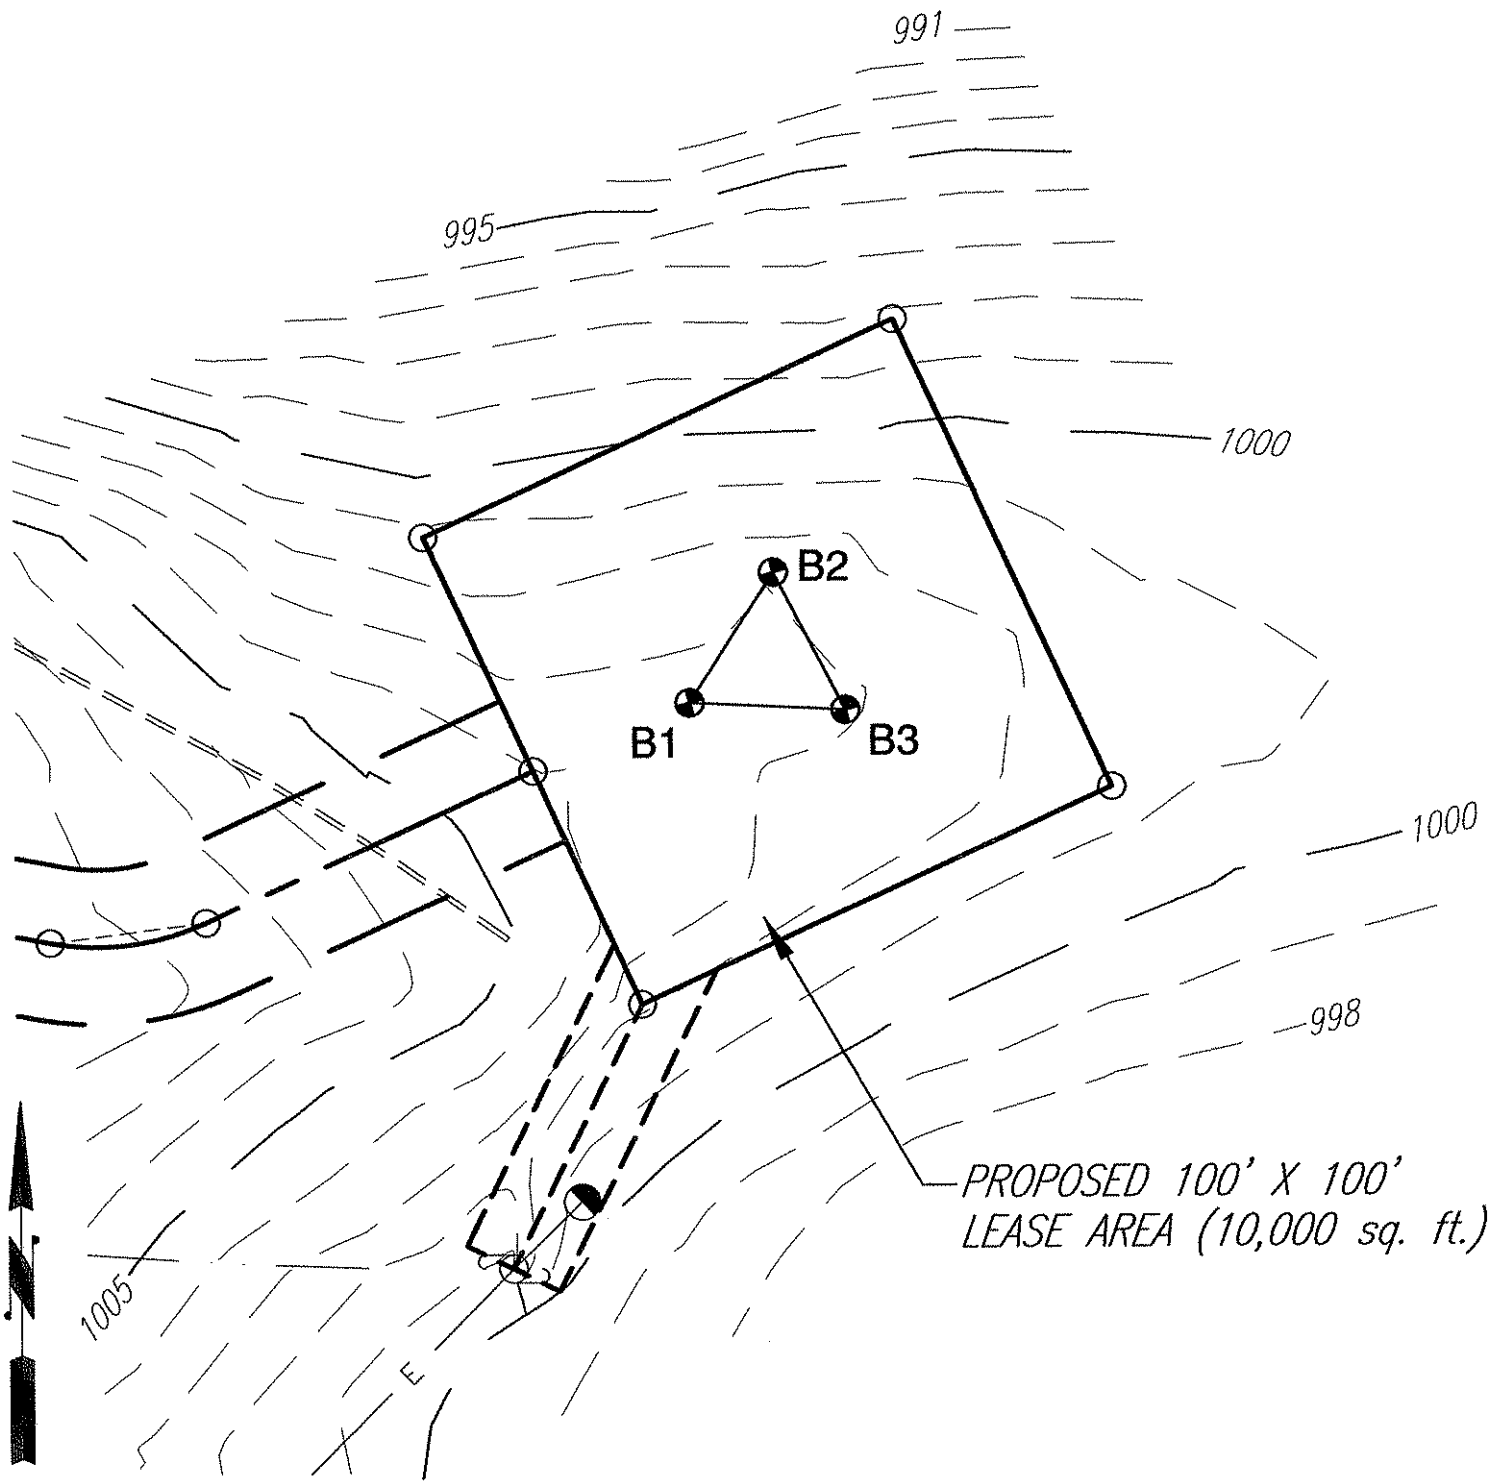 991
995
1000
B2
B1
B3
1000
998
PROPOSED 100' X 100'
LEASE AREA (10,000 sq. ft.)
N
1005
E